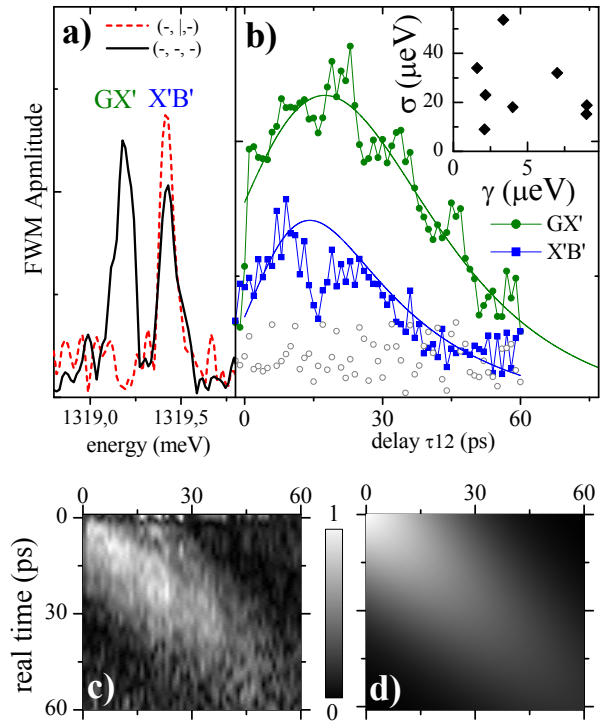 a)
(-, |,-)
(-, -, -)
GX'
X'B'
FWM Apmlitude
1319,0
1319,5
energy (meV)
b)
0
30
60
delay τ12 (ps)
60
40
20
0
σ (μeV)
0
5
γ (μeV)
GX'
X'B'
0
30
60
0
30
60
real time (ps)
c)
1
0
0
30
60
d)